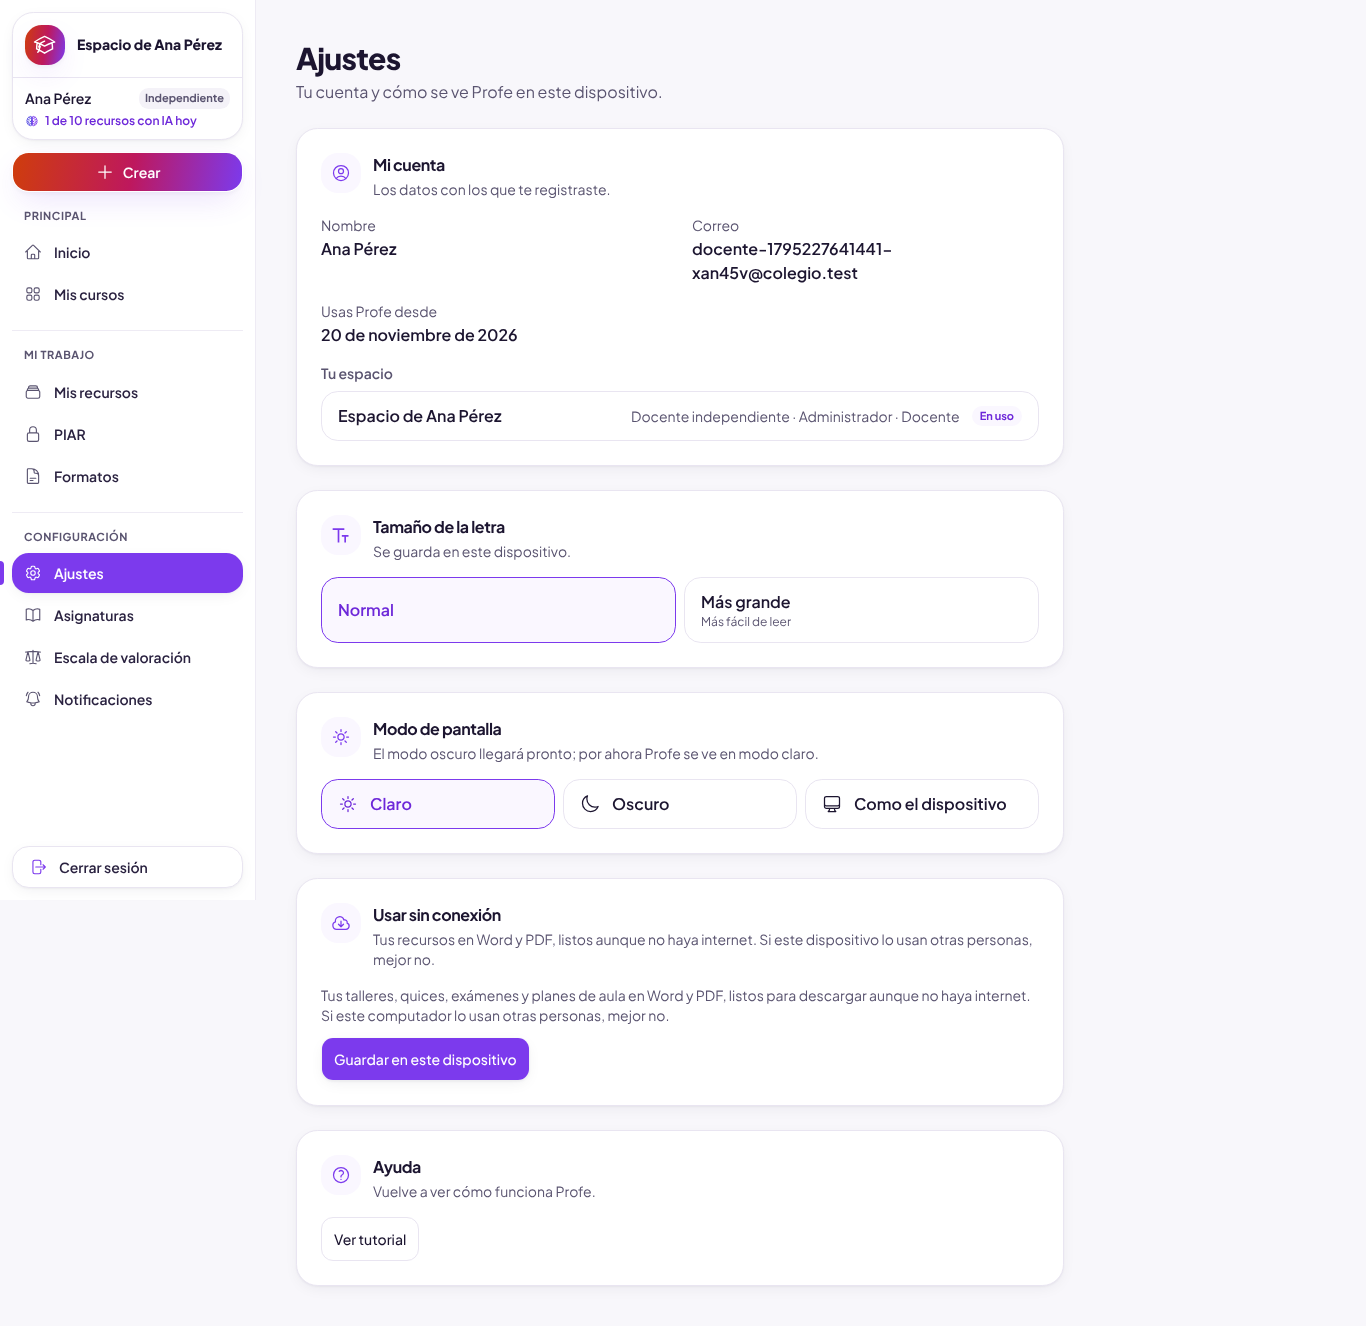 Espacio de Ana Pérez
Ana Pérez
Independiente
1 de 10 recursos con IA hoy
Crear
PRINCIPAL
Inicio
Mis cursos
MI TRABAJO
Mis recursos
PIAR
Formatos
CONFIGURACIÓN
Ajustes
Asignaturas
Escala de valoración
Notificaciones
Cerrar sesión
Ajustes
Tu cuenta y cómo se ve Profe en este dispositivo.
Mi cuenta
Los datos con los que te registraste.
Nombre
Ana Pérez
Correo
docente-1795227641441-
xan45v@colegio.test
Usas Profe desde
20 de noviembre de 2026
Tu espacio
Espacio de Ana Pérez
Docente independiente · Administrador · Docente
En uso
Tamaño de la letra
Se guarda en este dispositivo.
Normal
Más grande
Más fácil de leer
Modo de pantalla
El modo oscuro llegará pronto; por ahora Profe se ve en modo claro.
Claro
Oscuro
Como el dispositivo
Usar sin conexión
Tus recursos en Word y PDF, listos aunque no haya internet. Si este dispositivo lo usan otras personas,
mejor no.
Tus talleres, quices, exámenes y planes de aula en Word y PDF, listos para descargar aunque no haya internet.
Si este computador lo usan otras personas, mejor no.
Guardar en este dispositivo
Ayuda
Vuelve a ver cómo funciona Profe.
Ver tutorial